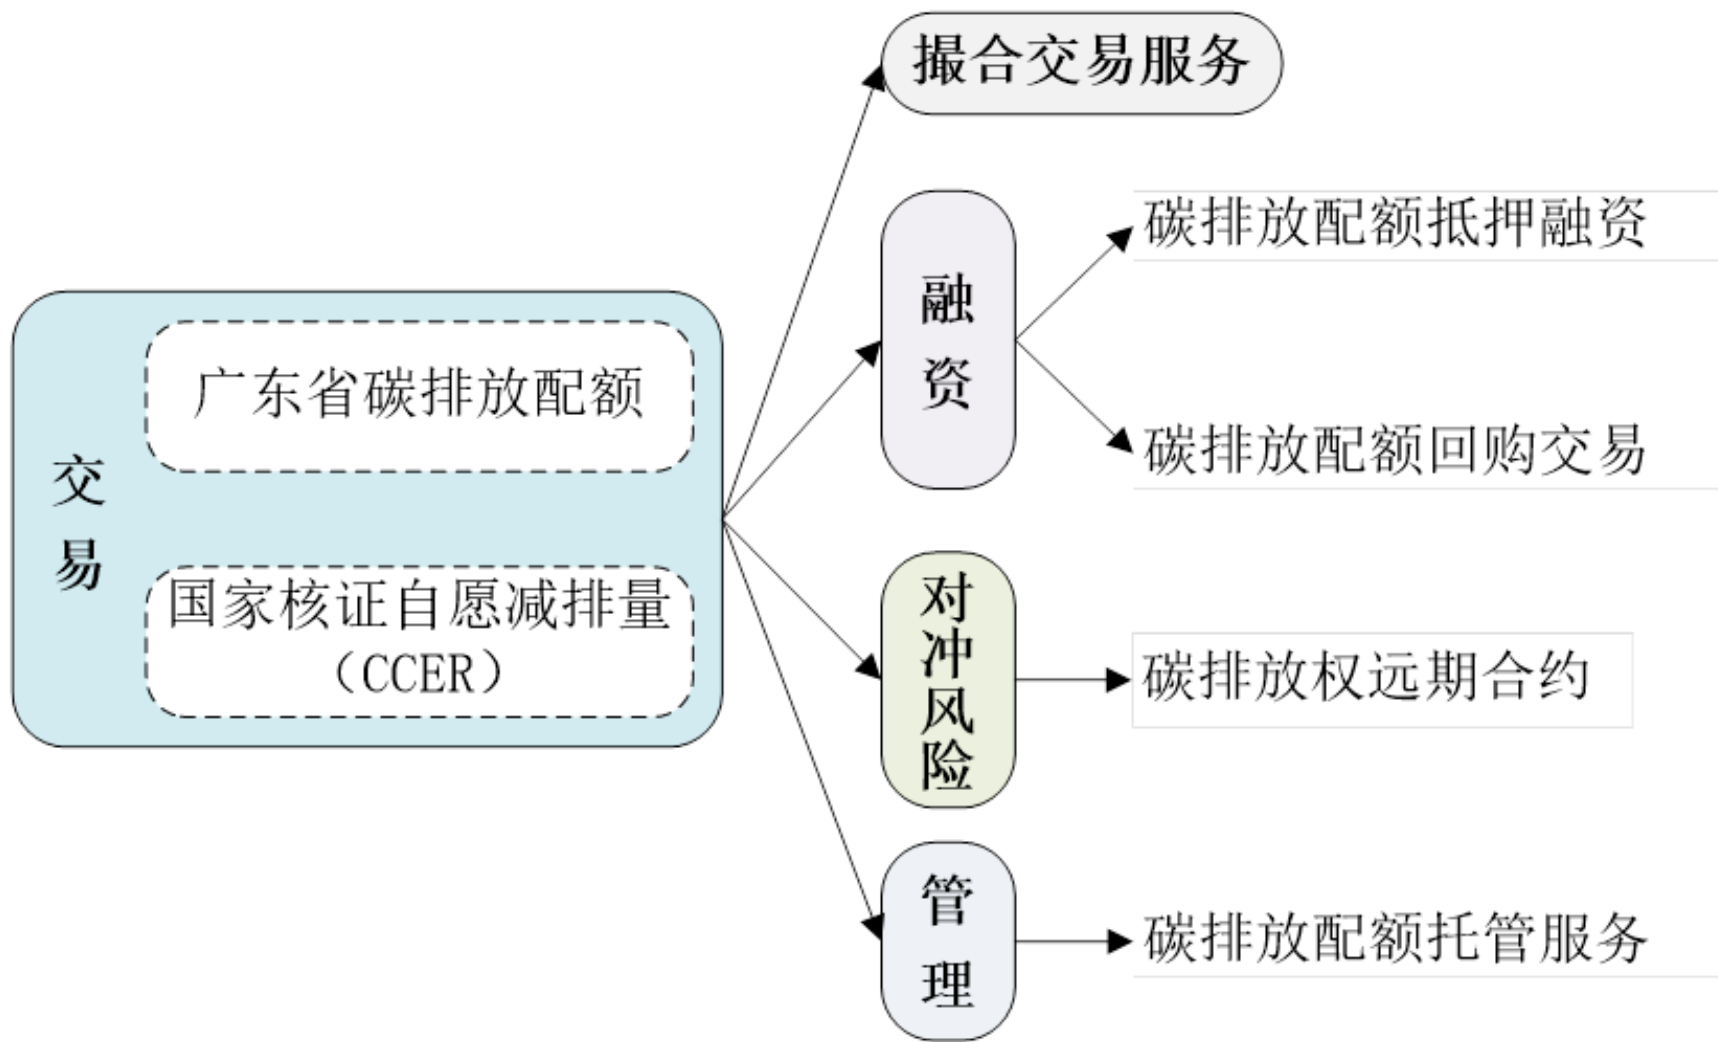 撮合交易服务
融资
碳排放配额抵押融资
碳排放配额回购交易
交易
广东省碳排放配额
国家核证自愿减排量
（CCER）
对冲风险
碳排放权远期合约
管理
碳排放配额托管服务